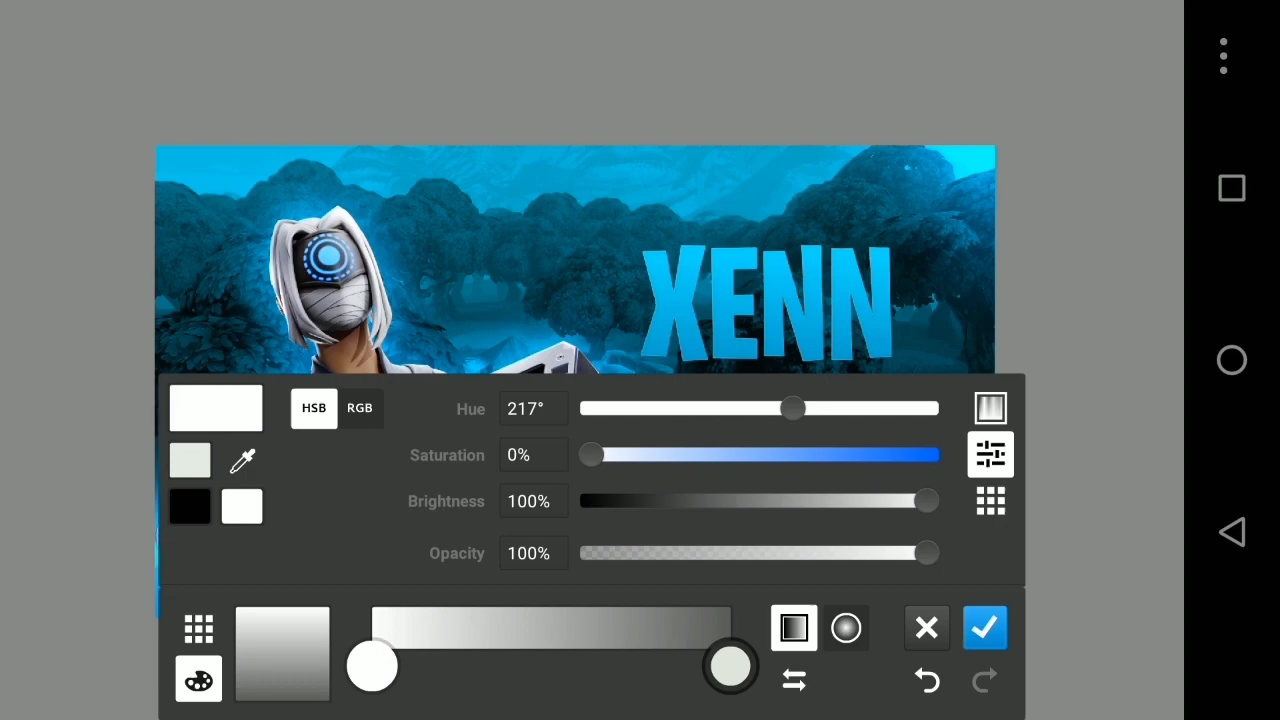 XENN
HSB RGB Hue 217°
Saturation 0%
Brightness 100%
Opacity 100%